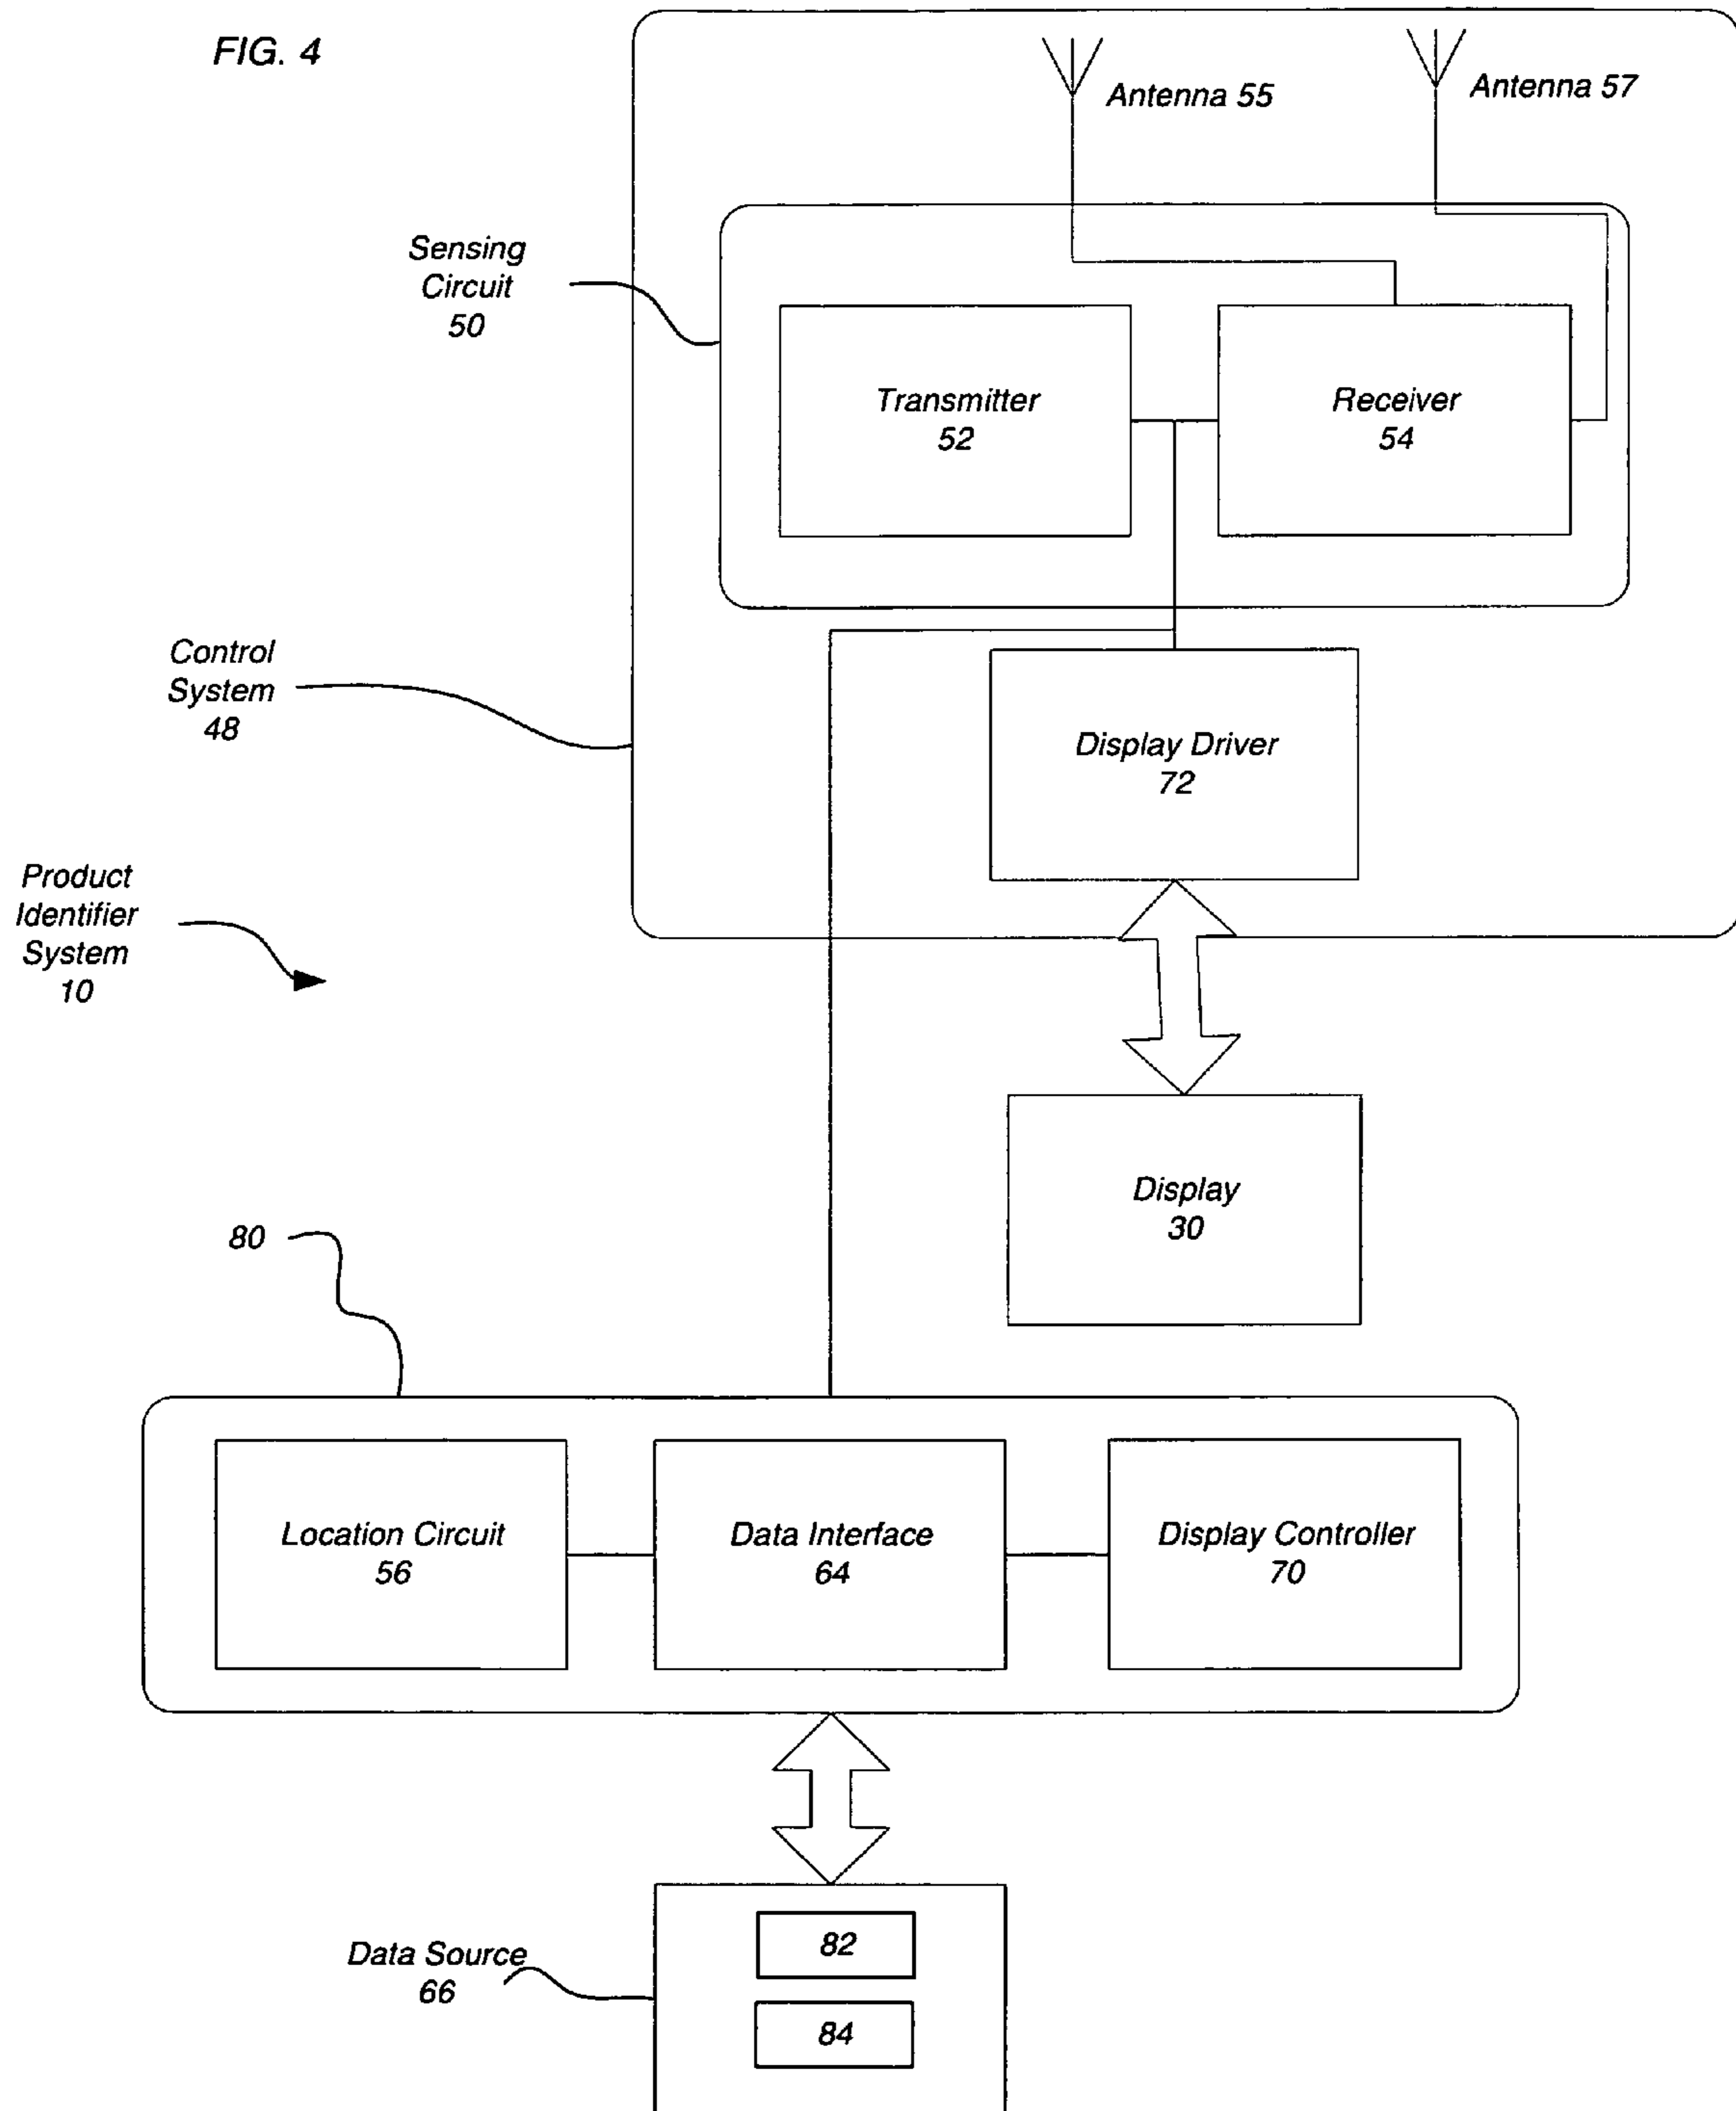 FIG. 4
Antenna 55
Antenna 57
Sensing
Circuit
50
Transmitter
52
Receiver
54
Control
System
48
Display Driver
72
Product
Identifier
System
10
Display
30
80
Location Circuit
56
Data Interface
64
Display Controller
70
Data Source
66
82
84